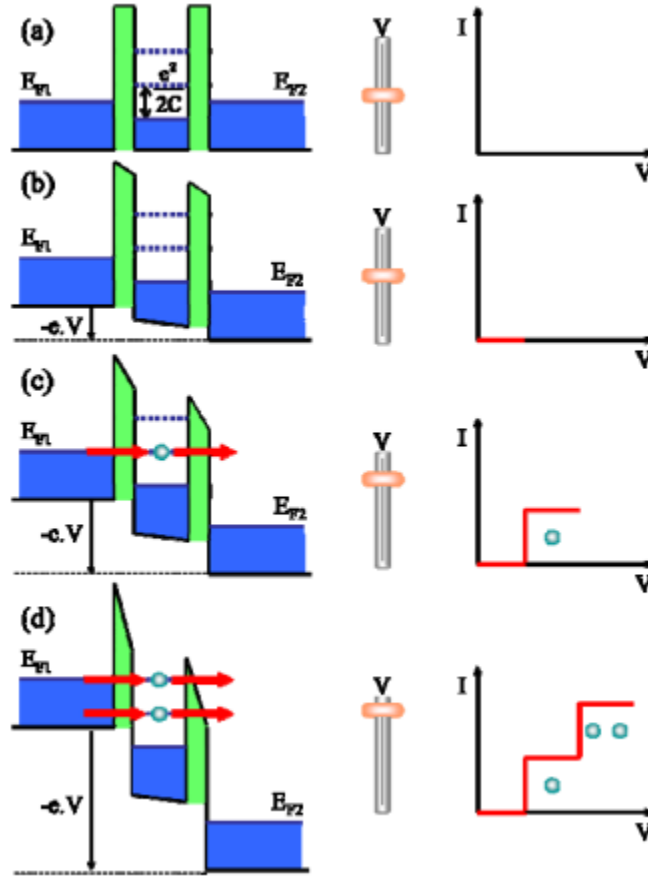 (a)
E_F1
e²
2C
E_F2
V
I
V
(b)
E_F1
E_F2
-e.V
V
I
V
(c)
E_F1
E_F2
-e.V
V
I
V
(d)
E_F1
E_F2
-e.V
V
I
V